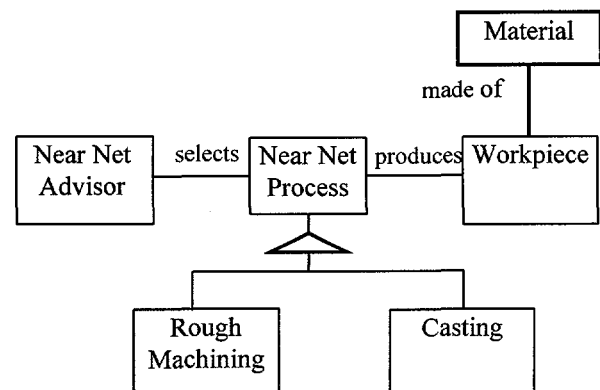 Material
made of
Near Net
Advisor
selects
Near Net
Process
produces
Workpiece
Rough
Machining
Casting